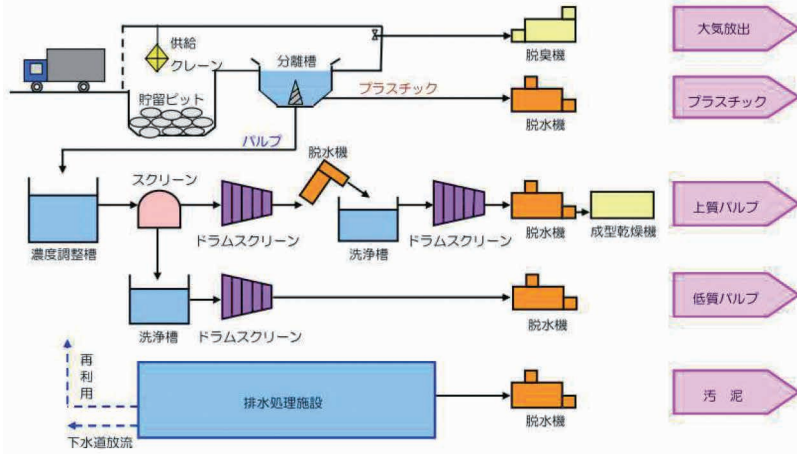 供給
クレーン
分離槽
脱臭機
大気放出
貯留ピット
プラスチック
脱水機
プラスチック
パルプ
スクリーン
脱水機
濃度調整槽
ドラムスクリーン
洗浄槽
ドラムスクリーン
脱水機
成型乾燥機
上質パルプ
洗浄槽
ドラムスクリーン
脱水機
低質パルプ
再利用
排水処理施設
脱水機
汚 泥
下水道放流